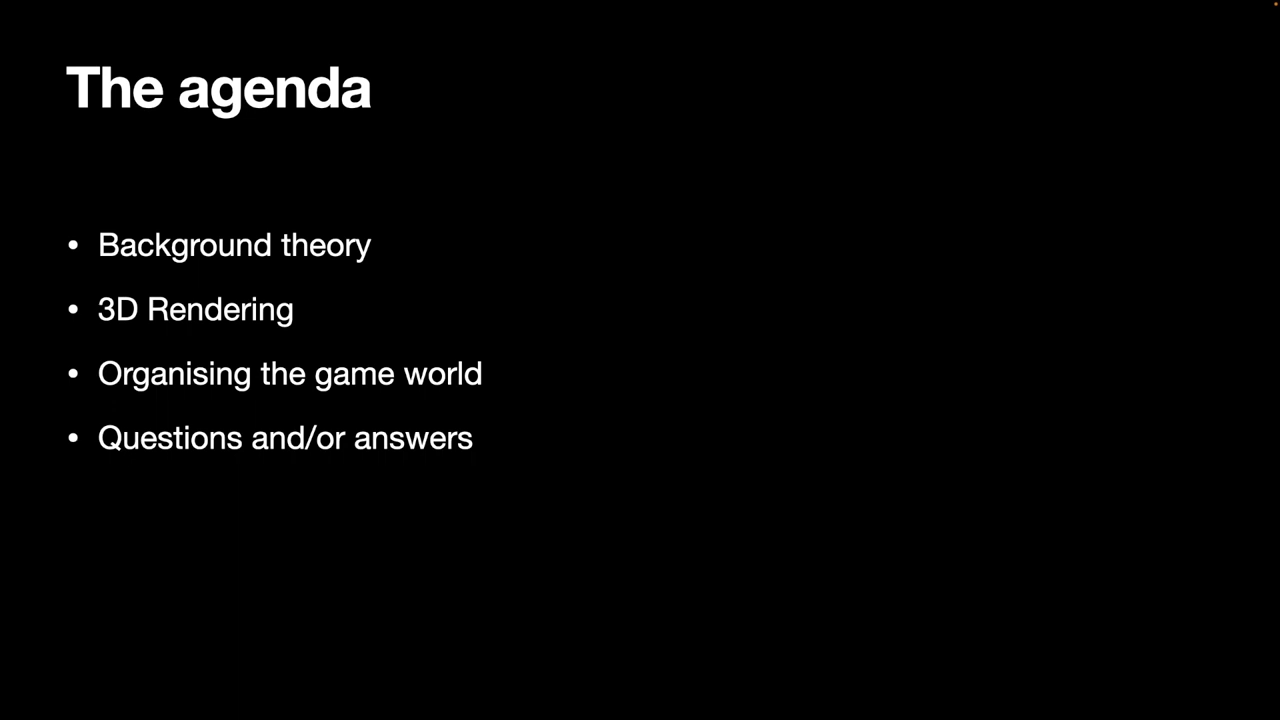 The agenda
• Background theory
• 3D Rendering
• Organising the game world
• Questions and/or answers